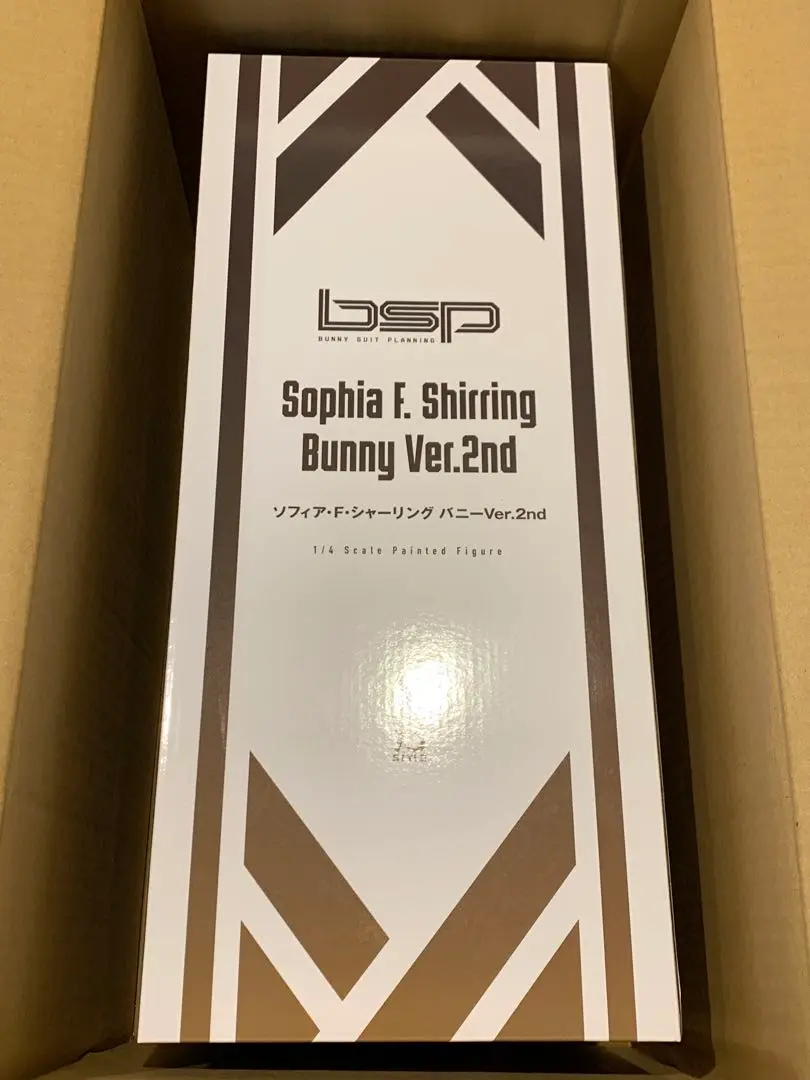 bsp
BUNNY SUIT PLANNING
Sophia F. Shirring
Bunny Ver.2nd
ソフィア・F・シャーリング バニーVer.2nd
1/4 Scale Painted Figure
STYLE